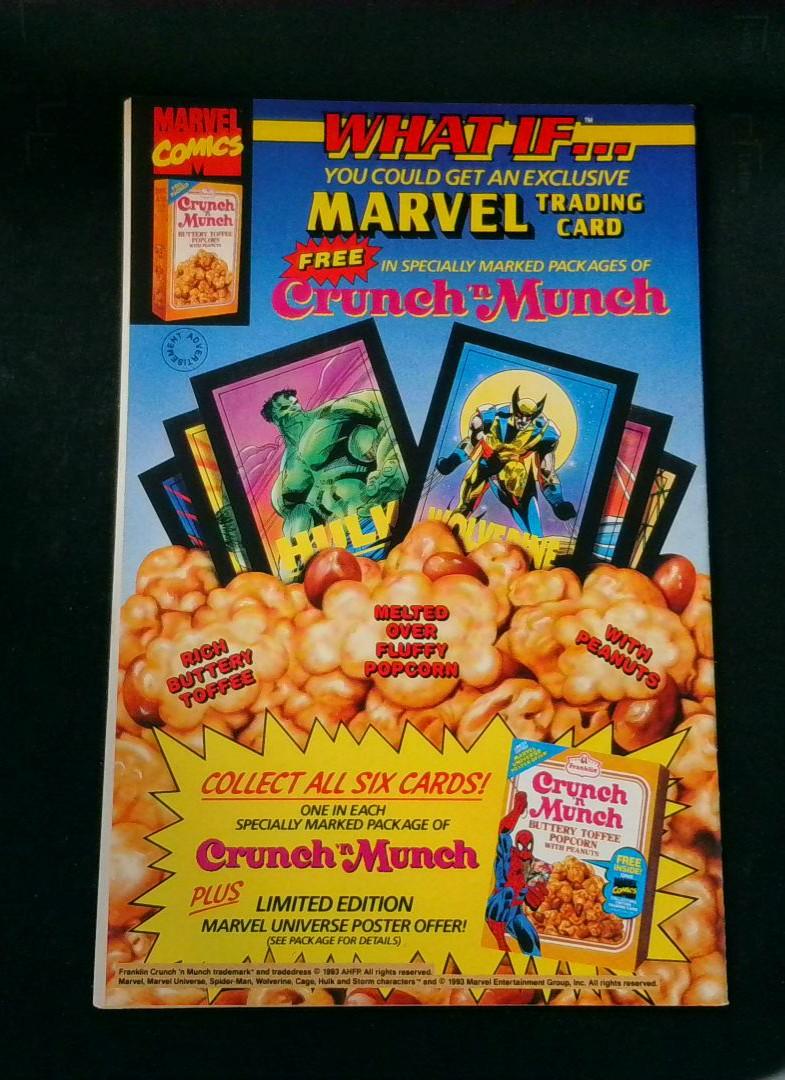 MARVEL
COMICS
WHAT IF...™
YOU COULD GET AN EXCLUSIVE
MARVEL TRADING CARD
FREE IN SPECIALLY MARKED PACKAGES OF
Crunch 'n Munch
Crunch
'n
Munch
BUTTERY TOFFEE
POPCORN
WITH PEANUTS
ADVERTISEMENT
HULK
WOLVERINE
RICH
BUTTERY
TOFFEE
MELTED
OVER
FLUFFY
POPCORN
WITH
PEANUTS
COLLECT ALL SIX CARDS!
ONE IN EACH
SPECIALLY MARKED PACKAGE OF
Crunch 'n Munch
PLUS LIMITED EDITION
MARVEL UNIVERSE POSTER OFFER!
(SEE PACKAGE FOR DETAILS)
Franklin
Crunch
'n
Munch
BUTTERY TOFFEE
POPCORN
WITH PEANUTS
FREE
INSIDE!
COMICS
Franklin Crunch 'n Munch trademark* and tradedress © 1993 AHFP. All rights reserved.
Marvel, Marvel Universe, Spider-Man, Wolverine, Cage, Hulk and Storm characters™ and © 1993 Marvel Entertainment Group, Inc. All rights reserved.